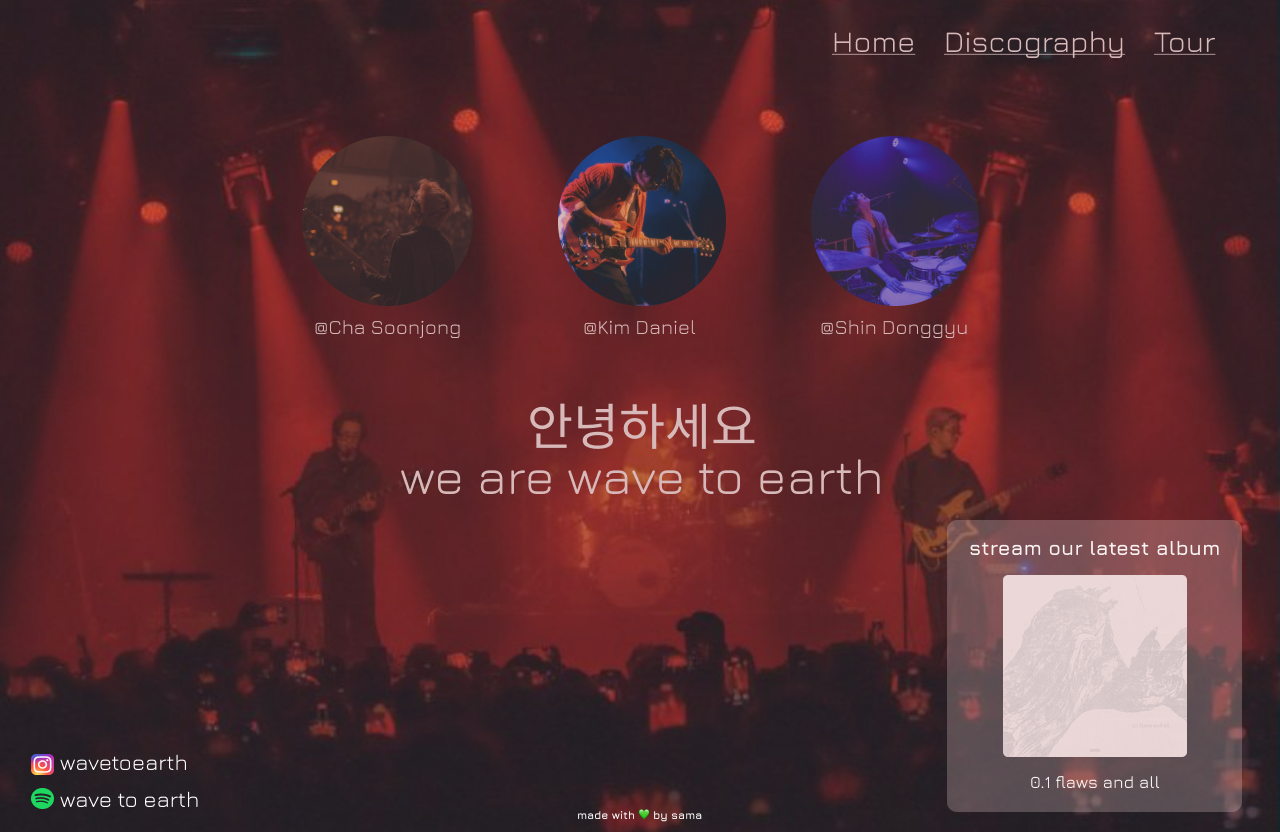 Home Discography Tour
@Cha Soonjong @Kim Daniel @Shin Donggyu
안녕하세요
we are wave to earth
stream our latest album
0.1 flaws and all
wavetoearth
wave to earth
made with 💚 by sama